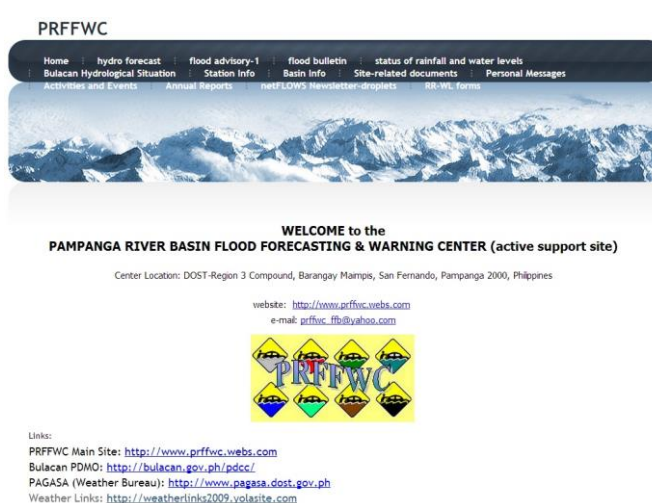 PRFFWC
Home hydro forecast flood advisory-1 flood bulletin status of rainfall and water levels
Bulacan Hydrological Situation Station Info Basin Info Site-related documents Personal Messages
Activities and Events Annual Reports netFLOWS Newsletter-droplets RR-WL forms
WELCOME to the
PAMPANGA RIVER BASIN FLOOD FORECASTING & WARNING CENTER (active support site)
Center Location: DOST-Region 3 Compound, Barangay Maimpis, San Fernando, Pampanga 2000, Philippines
website: http://www.prffwc.webs.com
e-mail: prffwc_ffb@yahoo.com
PRFFWC
Links:
PRFFWC Main Site: http://www.prffwc.webs.com
Bulacan PDMO: http://bulacan.gov.ph/pdcc/
PAGASA (Weather Bureau): http://www.pagasa.dost.gov.ph
Weather Links: http://weatherlinks2009.yolasite.com